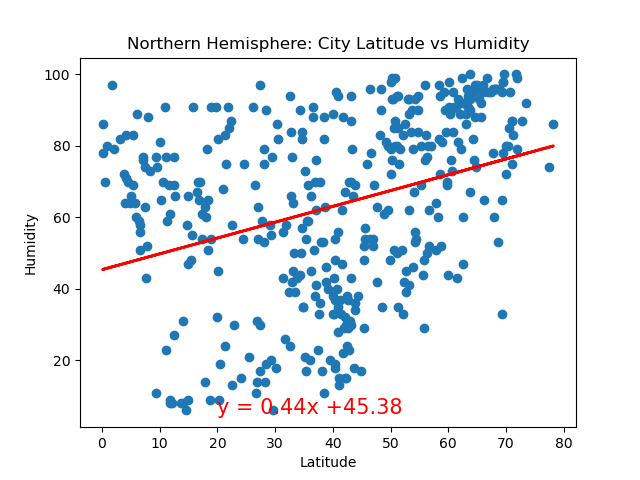 Northern Hemisphere: City Latitude vs Humidity
Humidity
100
80
60
40
20
y = 0.44x +45.38
0 10 20 30 40 50 60 70 80
Latitude